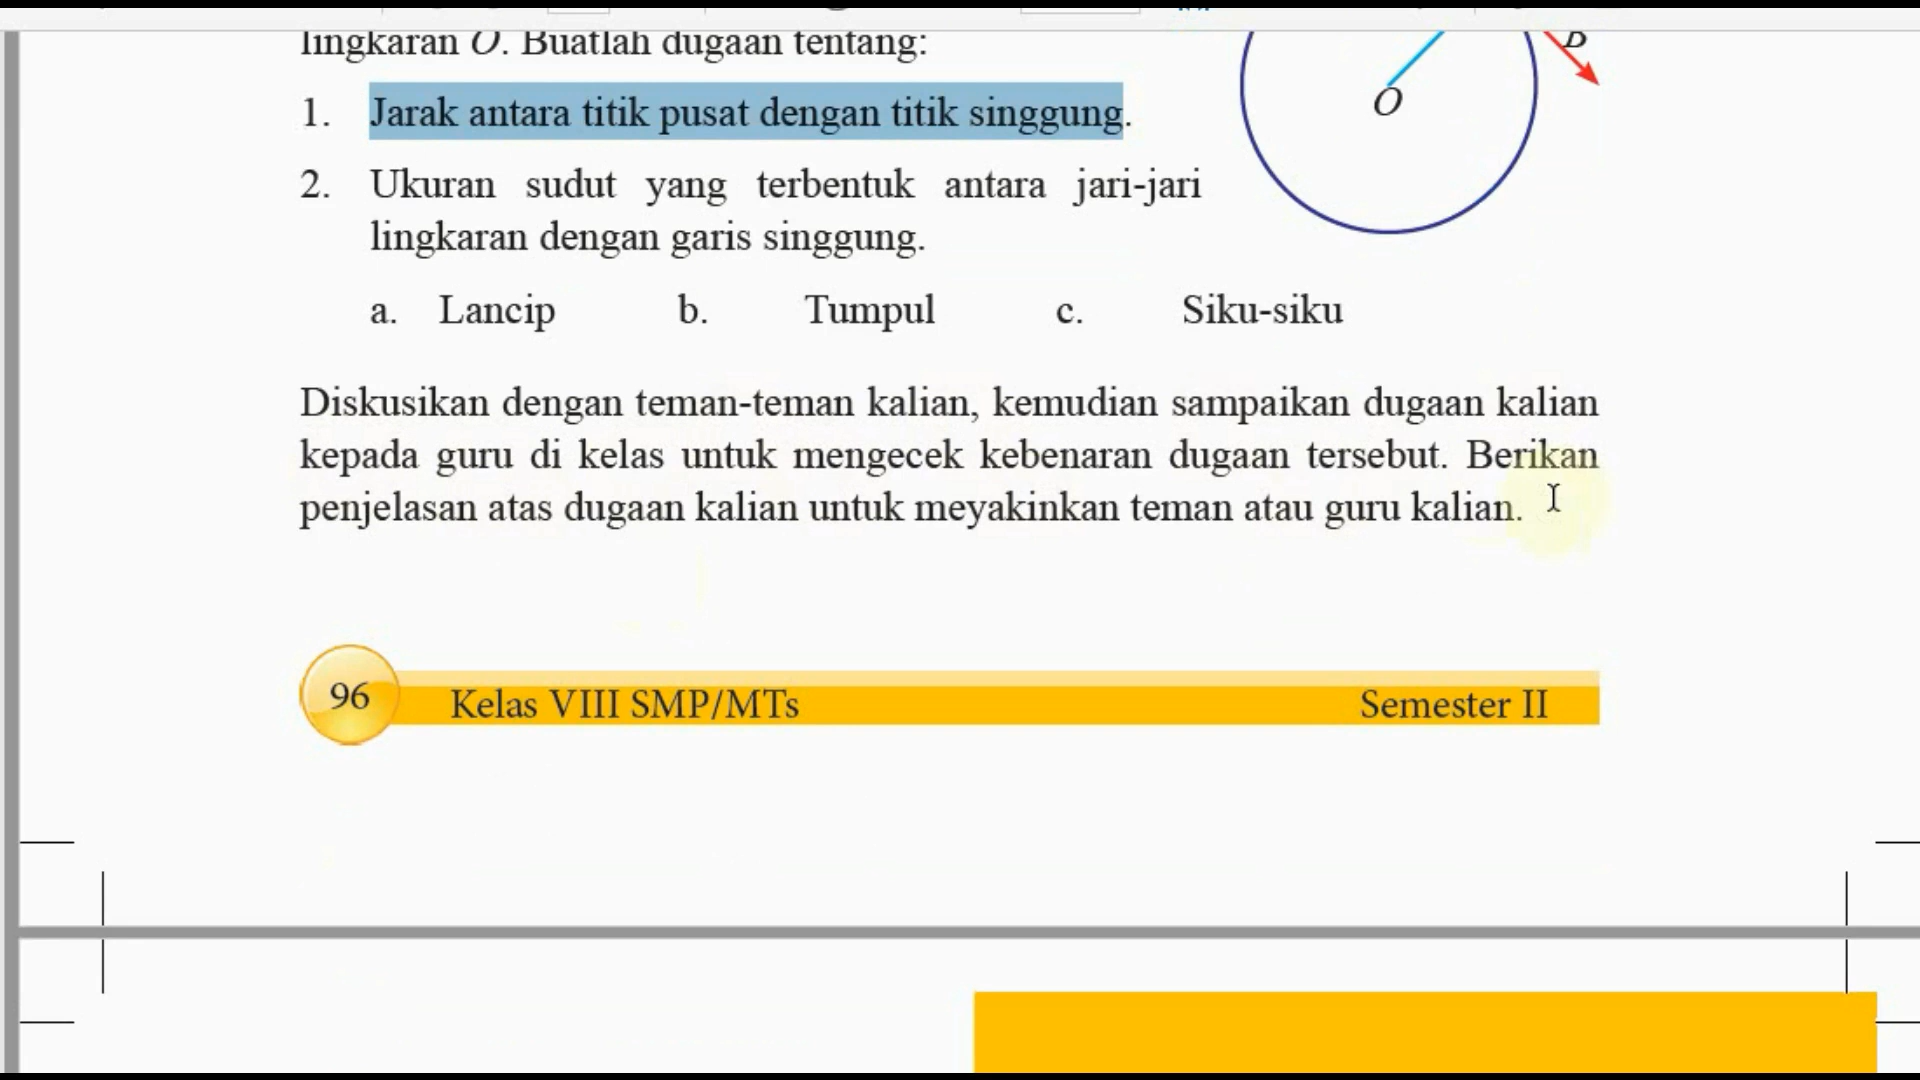 lingkaran O. Buatlah dugaan tentang:
B
1. Jarak antara titik pusat dengan titik singgung.
O
2. Ukuran sudut yang terbentuk antara jari-jari
lingkaran dengan garis singgung.
a. Lancip b. Tumpul c. Siku-siku
Diskusikan dengan teman-teman kalian, kemudian sampaikan dugaan kalian
kepada guru di kelas untuk mengecek kebenaran dugaan tersebut. Berikan
penjelasan atas dugaan kalian untuk meyakinkan teman atau guru kalian.
96 Kelas VIII SMP/MTs Semester II